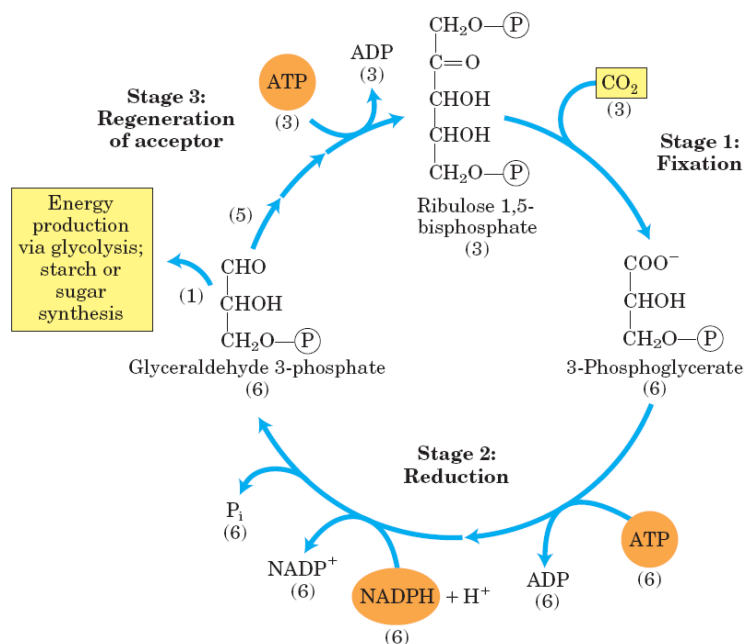 CH₂O—P
C=O
CHOH
CHOH
CH₂O—P
Ribulose 1,5-
bisphosphate
(3)
CO₂
(3)
Stage 1:
Fixation
COO⁻
CHOH
CH₂O—P
3-Phosphoglycerate
(6)
ATP
(6)
ADP
(6)
Stage 2:
Reduction
NADPH + H⁺
(6)
NADP⁺
(6)
Pᵢ
(6)
CHO
CHOH
CH₂O—P
Glyceraldehyde 3-phosphate
(6)
(1)
Energy
production
via glycolysis;
starch or
sugar
synthesis
(5)
Stage 3:
Regeneration
of acceptor
ATP
(3)
ADP
(3)